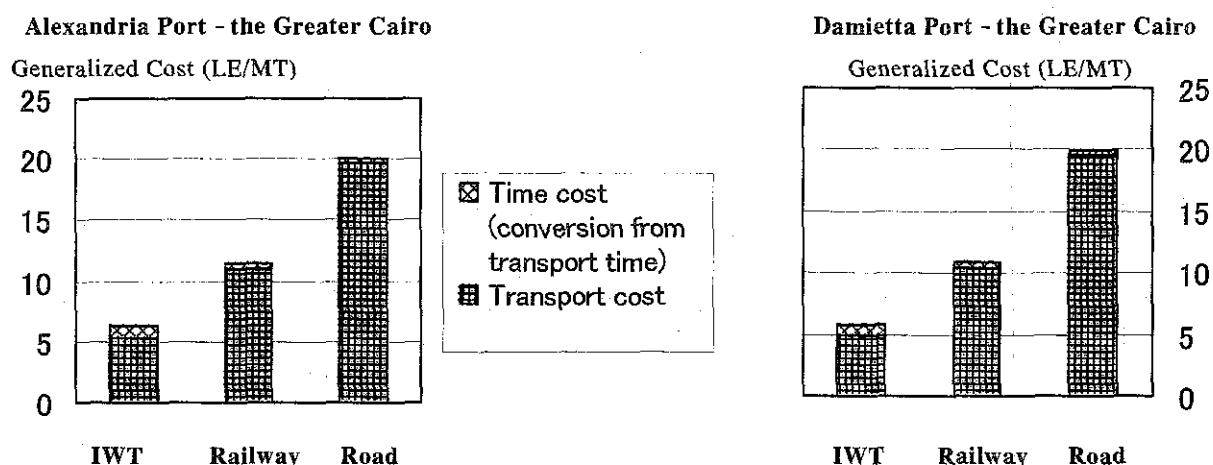 Alexandria Port - the Greater Cairo
Generalized Cost (LE/MT)
25
20
15
10
5
0
IWT Railway Road
Time cost
(conversion from
transport time)
Transport cost
Damietta Port - the Greater Cairo
Generalized Cost (LE/MT)
25
20
15
10
5
0
IWT Railway Road